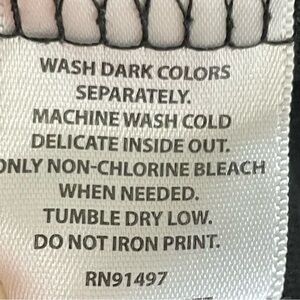 WASH DARK COLORS
SEPARATELY.
MACHINE WASH COLD
DELICATE INSIDE OUT.
ONLY NON-CHLORINE BLEACH
WHEN NEEDED.
TUMBLE DRY LOW.
DO NOT IRON PRINT.
RN91497